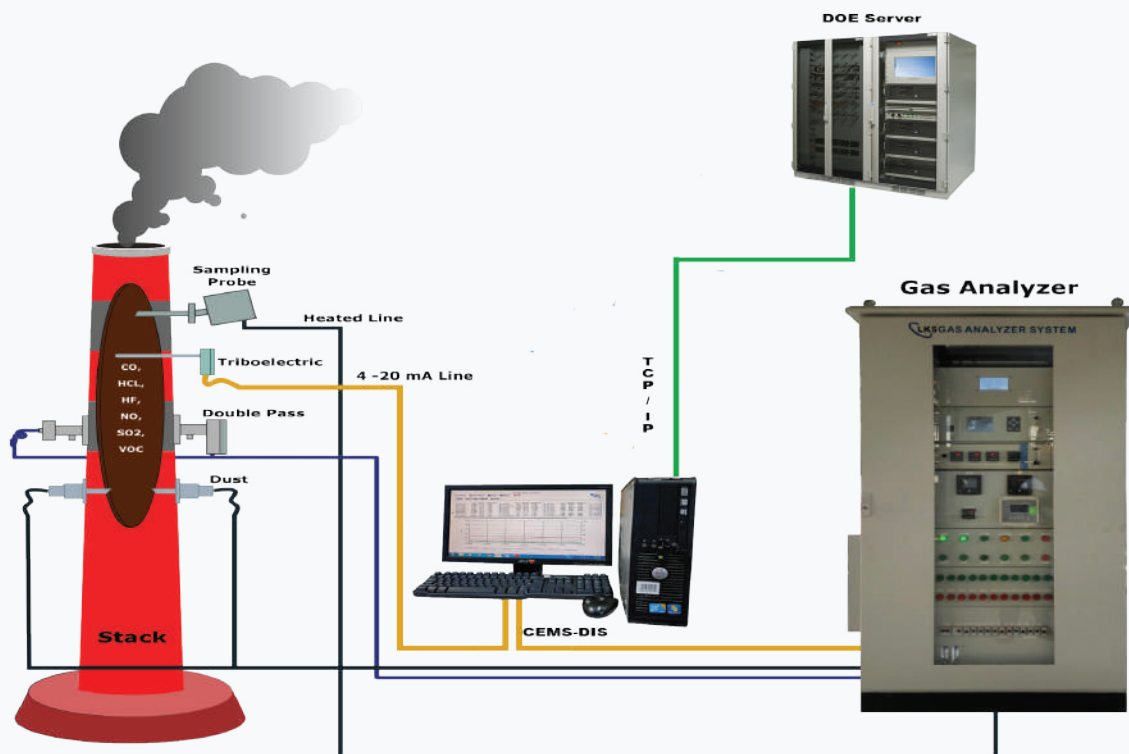 DOE Server
Sampling
Probe
Gas Analyzer
Heated Line
LKSGAS ANALYZER SYSTEM
Triboelectric
TCP / IP
CO,
HCL,
HF,
NO,
SO2,
VOC
4 -20 mA Line
Double Pass
Dust
CEMS-DIS
Stack